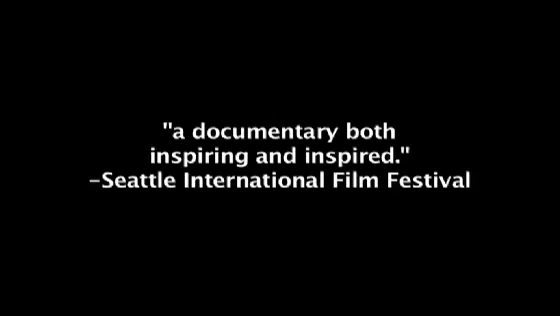 "a documentary both
inspiring and inspired."
–Seattle International Film Festival